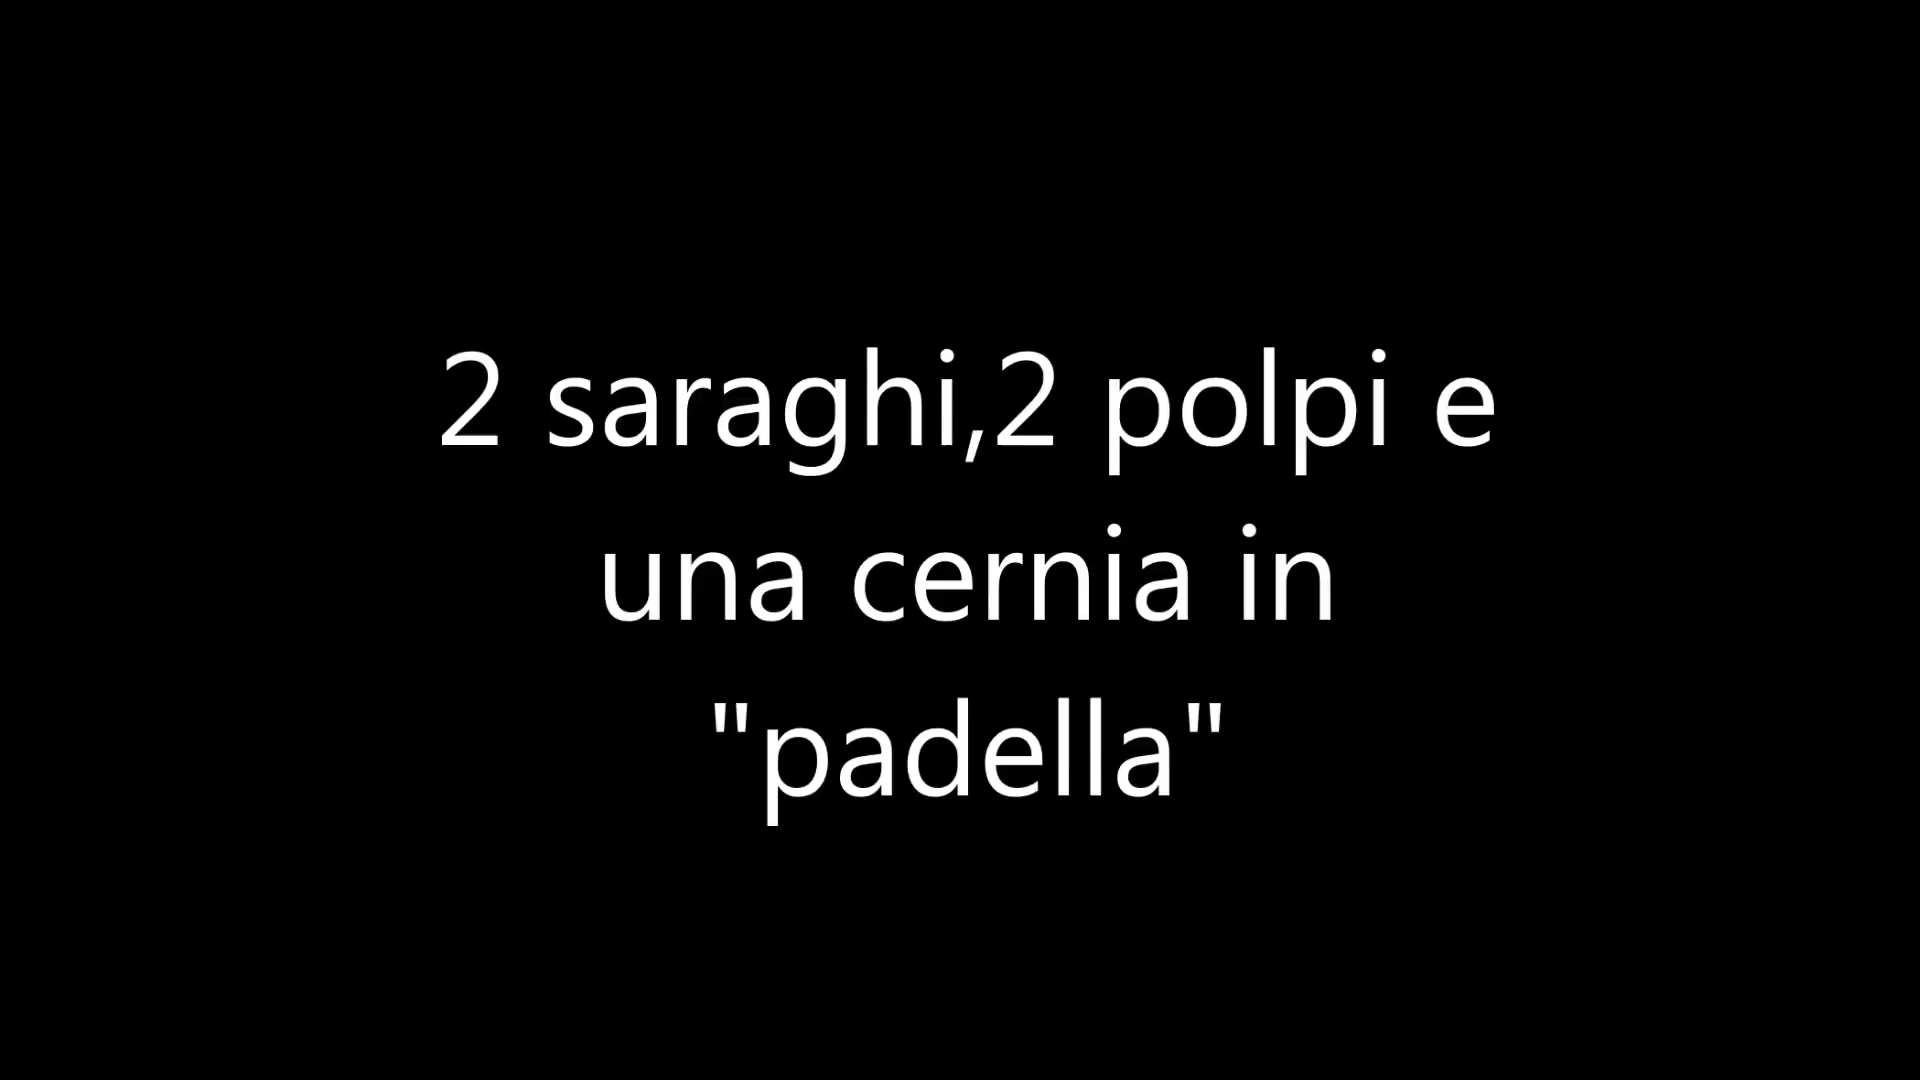 2 saraghi,2 polpi e
una cernia in
"padella"